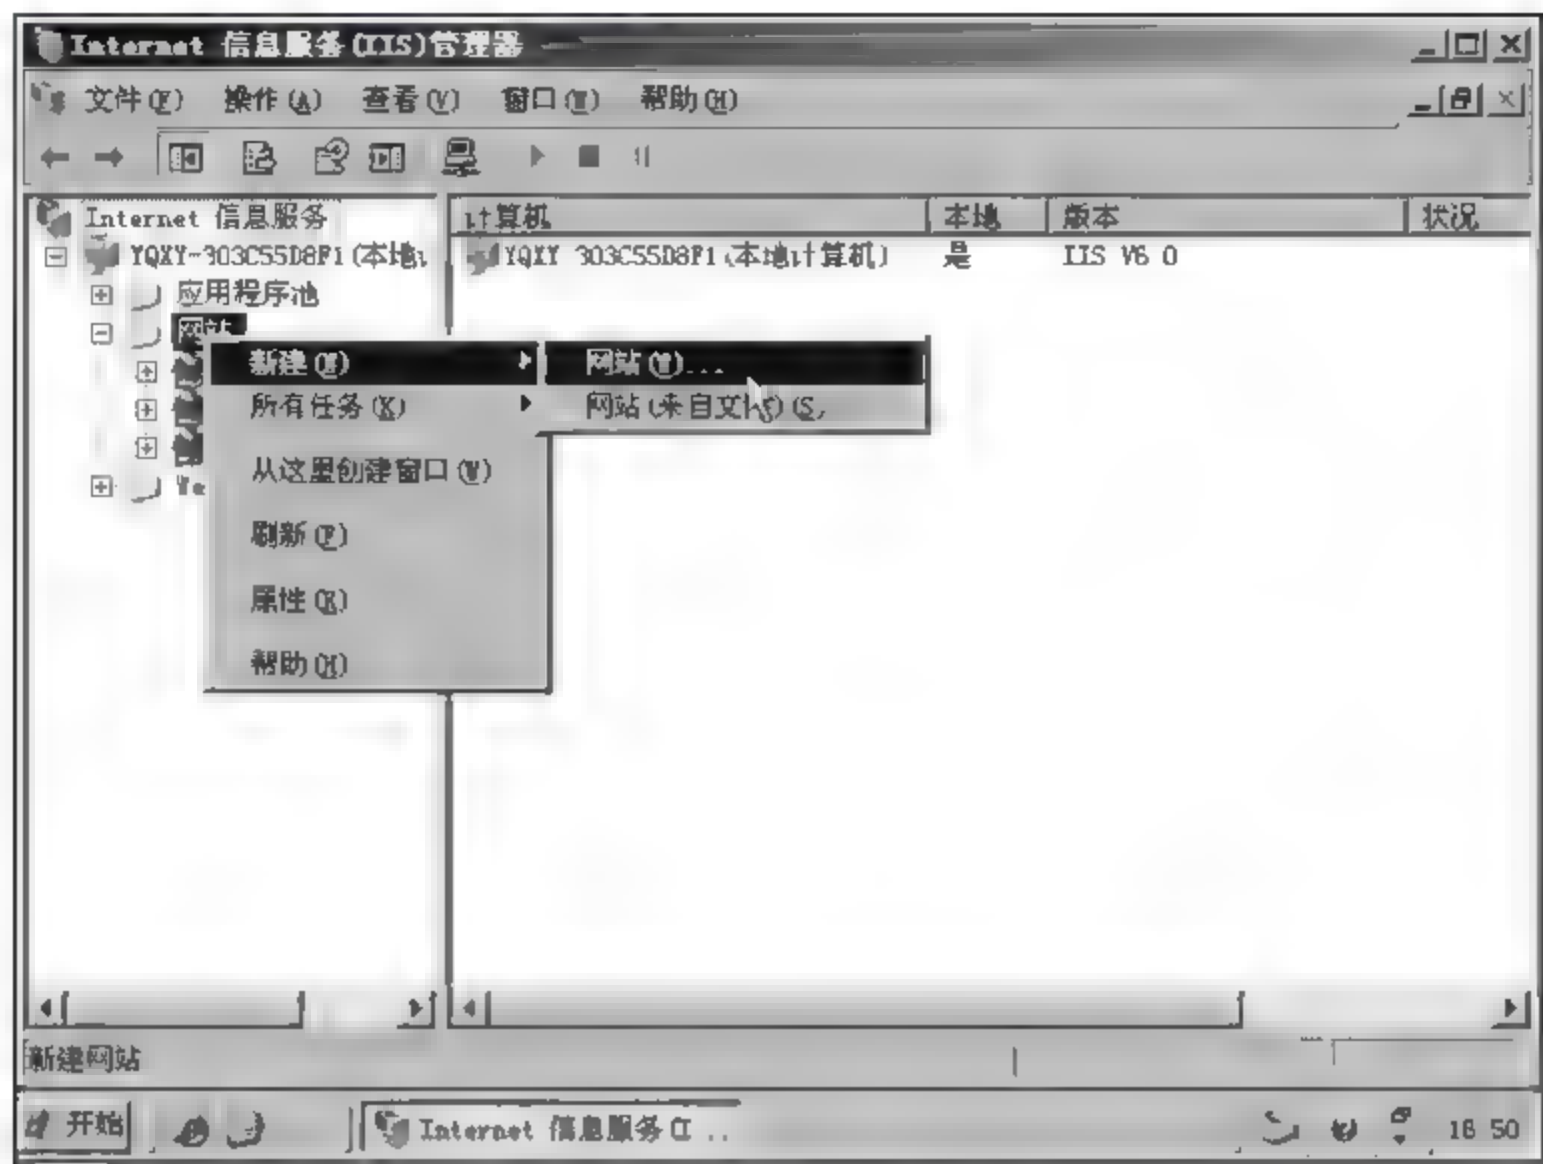 Internet 信息服务(IIS)管理器
文件(F) 操作(A) 查看(V) 窗口(W) 帮助(H)
Internet 信息服务
计算机 本地 版本 状况
YQXY-303C55D8F1(本地
YQXY 303C55D8F1(本地计算机) 是 IIS V6 0
应用程序池
网站
新建(N) 网站(W)...
所有任务(K) 网站(来自文件)(S)
从这里创建窗口(W)
We
刷新(F)
属性(R)
帮助(H)
新建网站
开始 Internet 信息服务(I .. 16 50